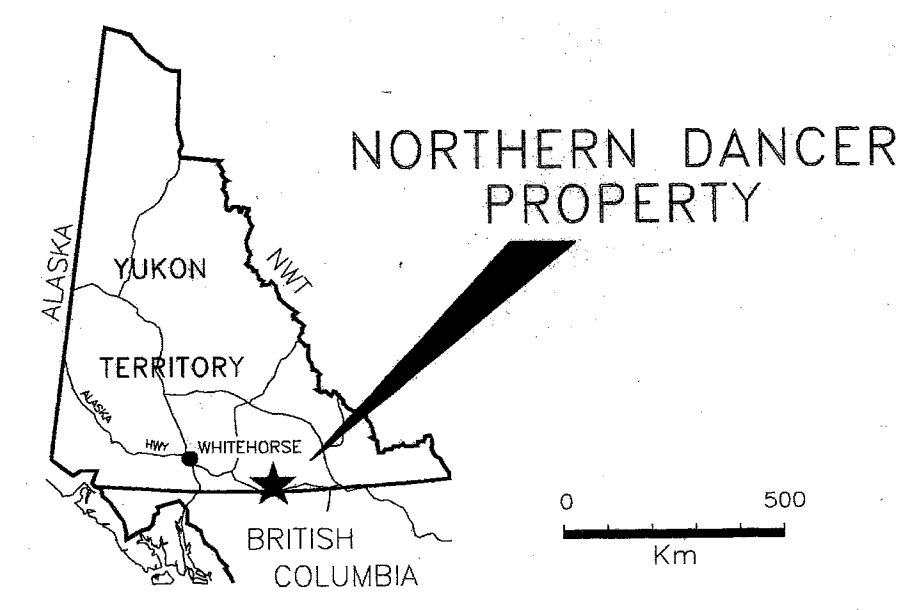 NORTHERN DANCER
PROPERTY
ALASKA
YUKON
NWT
TERRITORY
ALASKA
HWY
WHITEHORSE
BRITISH
COLUMBIA
0 500
Km